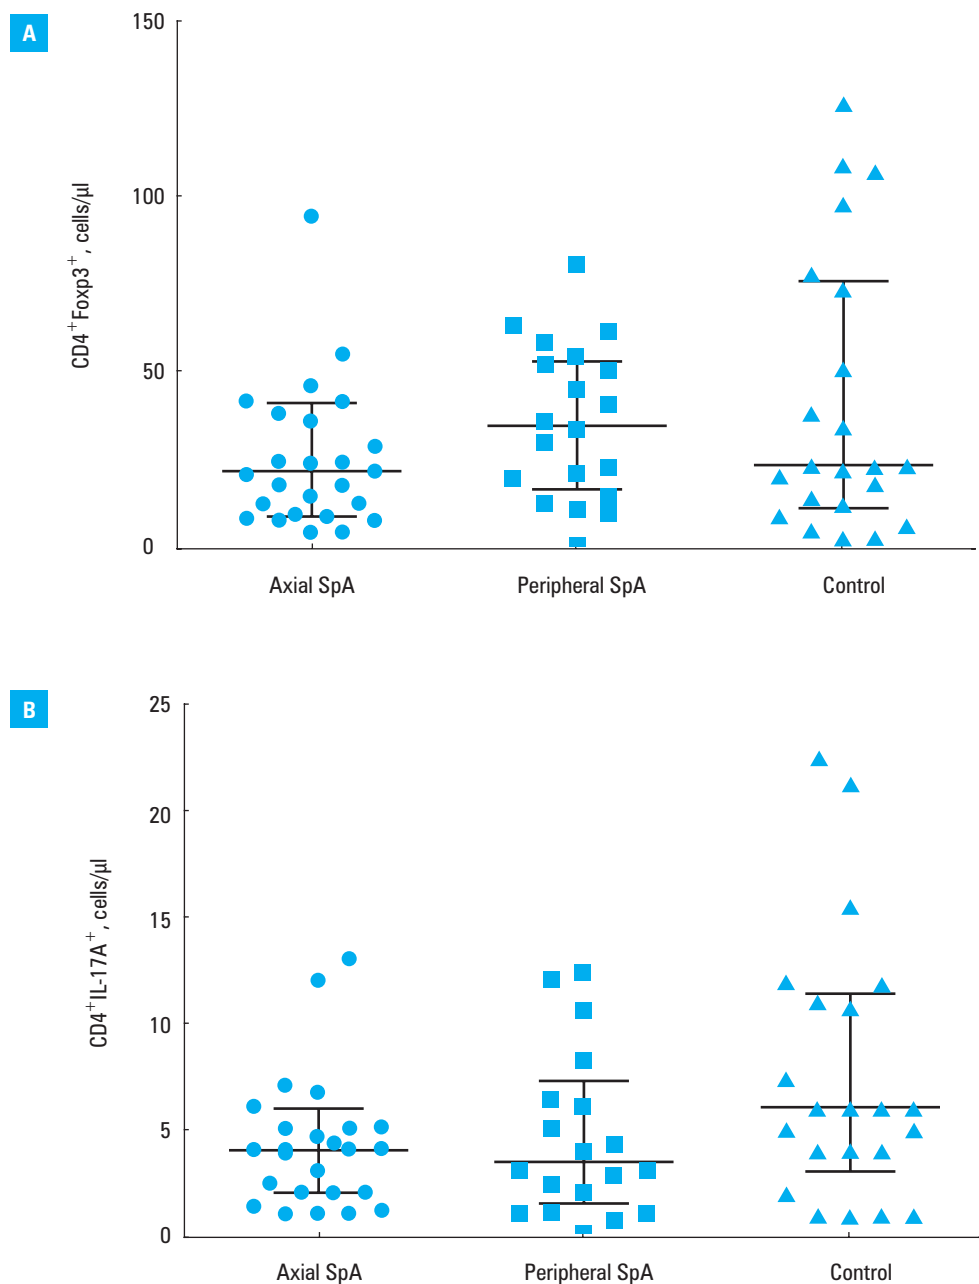 A
150
100
50
0
CD4+Foxp3+, cells/µl
Axial SpA
Peripheral SpA
Control
B
25
20
15
10
5
0
CD4+IL-17A+, cells/µl
Axial SpA
Peripheral SpA
Control